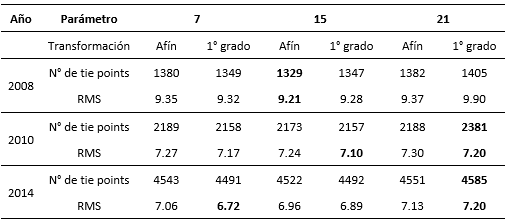 Año Parámetro 7 15 21
Transformación Afín 1° grado Afín 1° grado Afín 1° grado
2008 N° de tie points 1380 1349 1329 1347 1382 1405
RMS 9.35 9.32 9.21 9.28 9.37 9.90
2010 N° de tie points 2189 2158 2173 2157 2188 2381
RMS 7.27 7.17 7.24 7.10 7.30 7.20
2014 N° de tie points 4543 4491 4522 4492 4551 4585
RMS 7.06 6.72 6.96 6.89 7.13 7.20